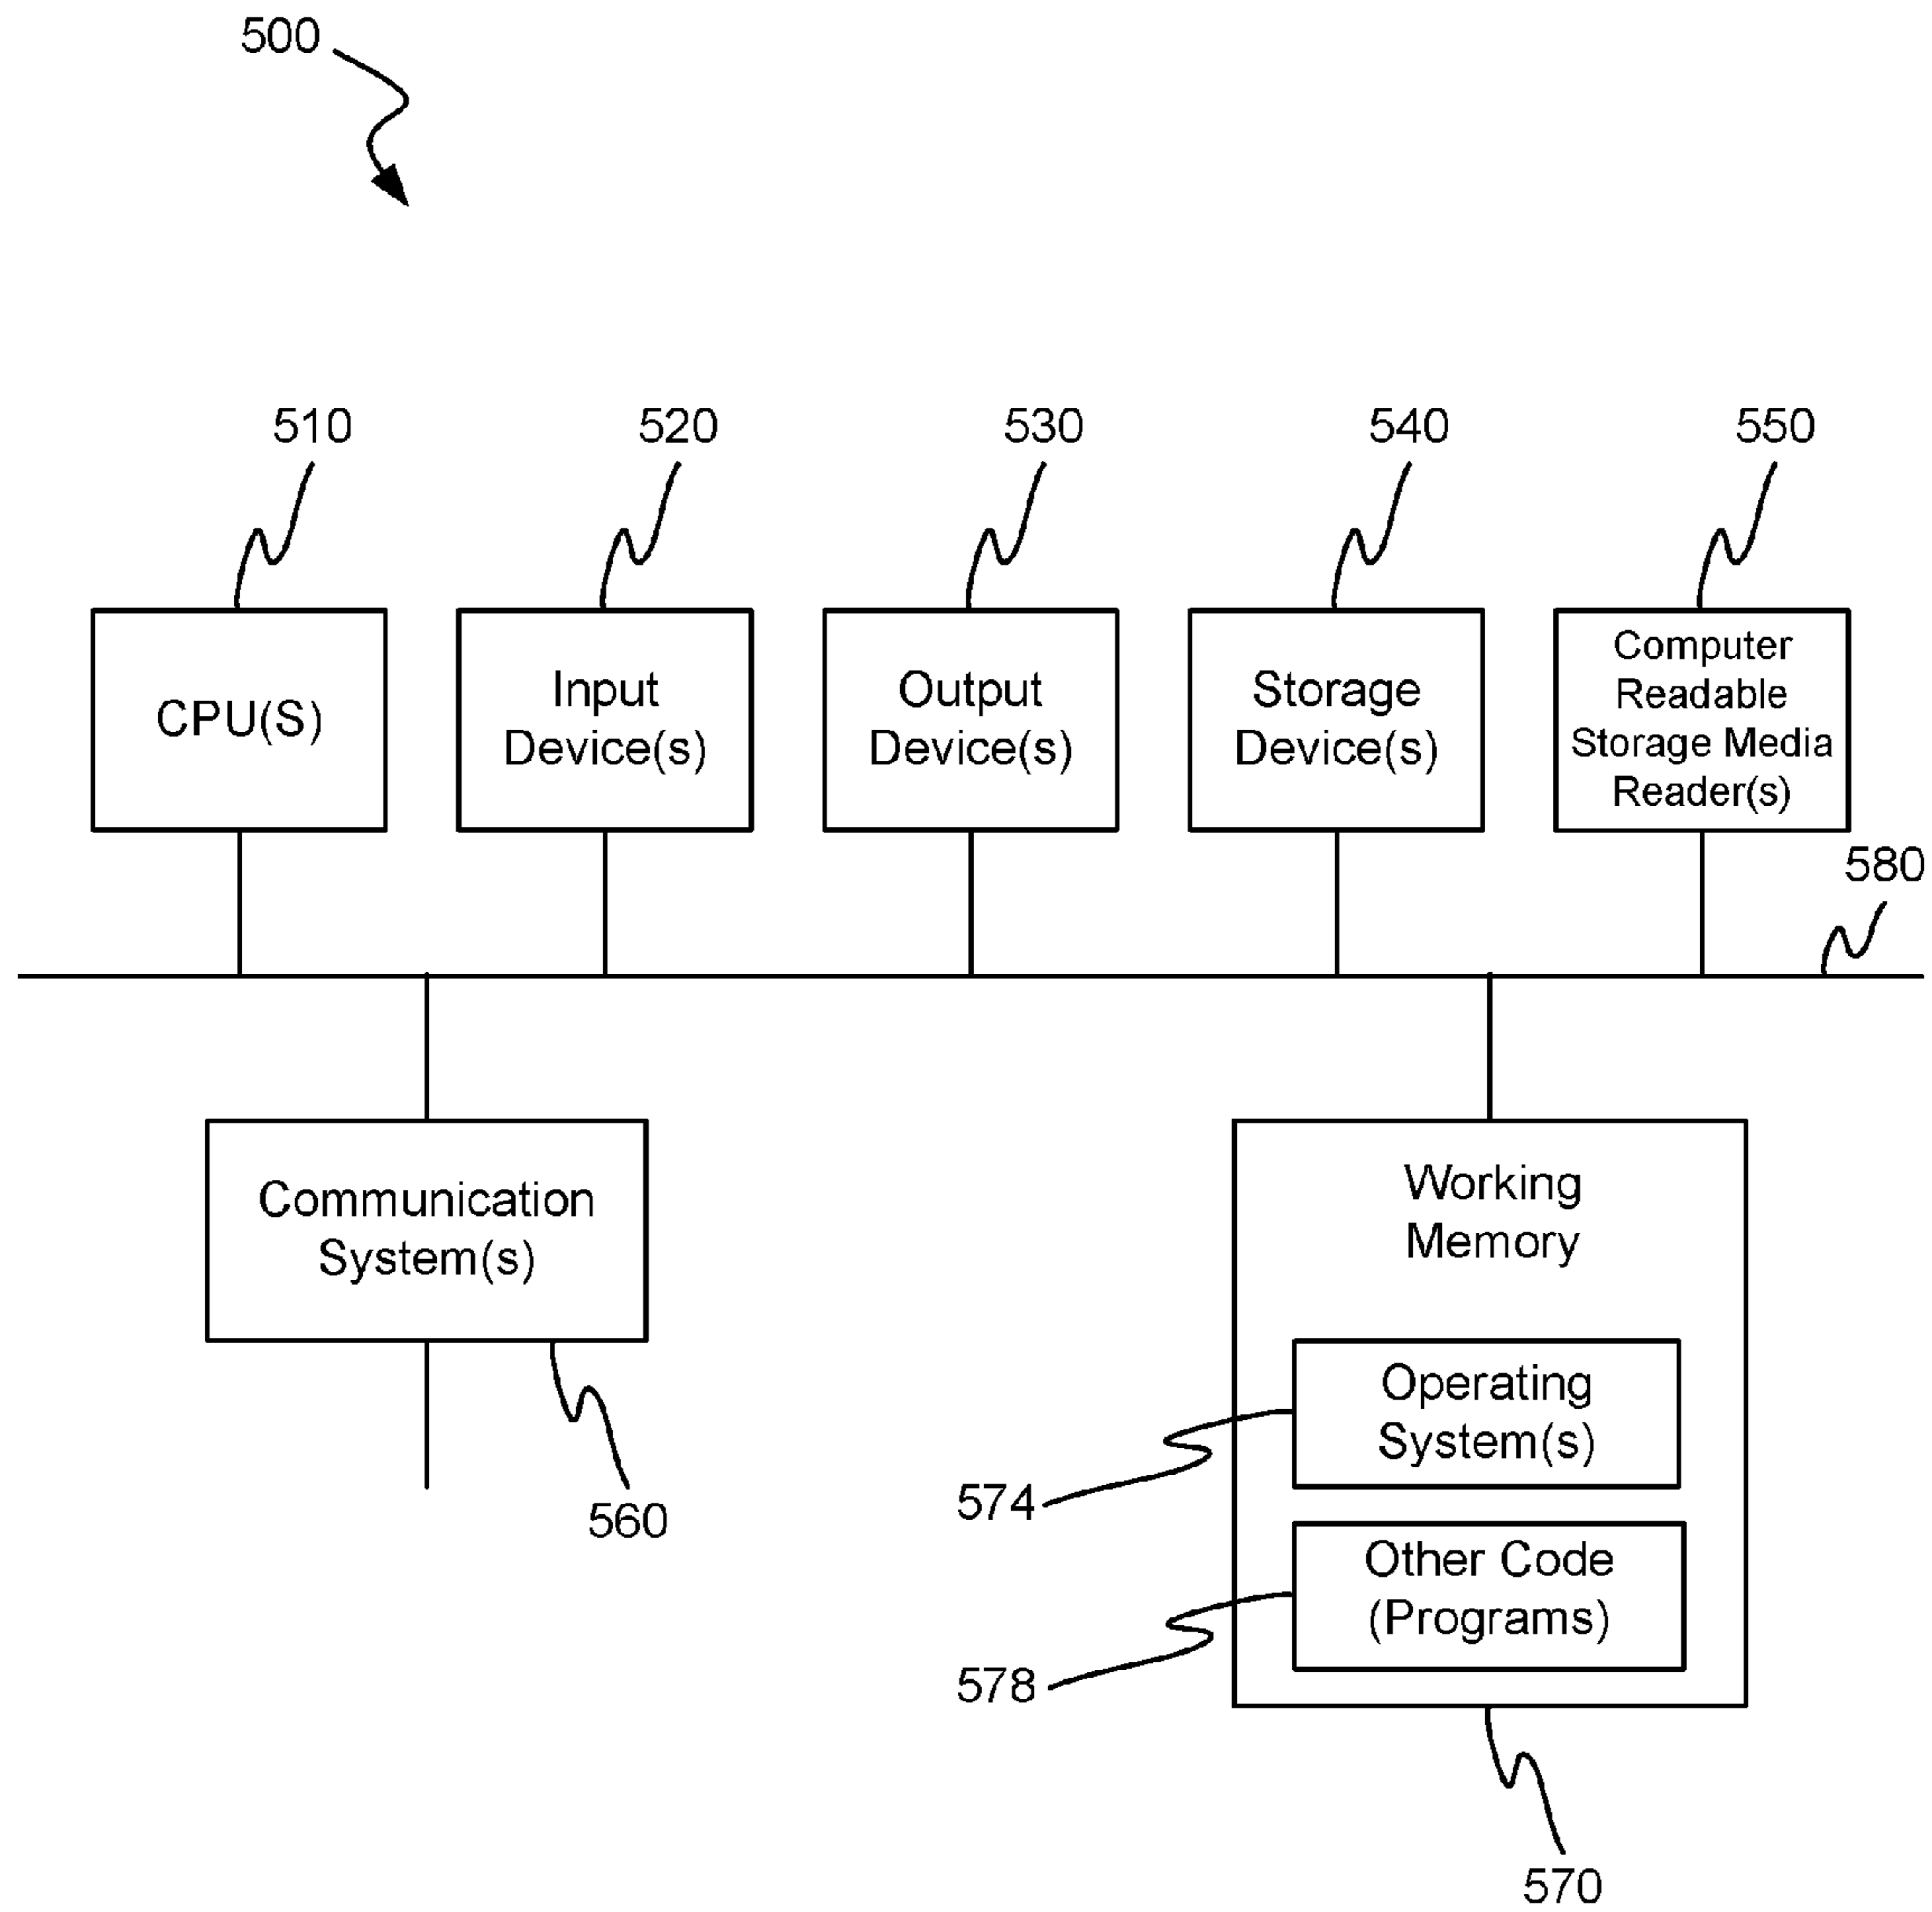 500
510
520
530
540
550
CPU(S)
Input
Device(s)
Output
Device(s)
Storage
Device(s)
Computer
Readable
Storage Media
Reader(s)
580
Communication
System(s)
560
Working
Memory
Operating
System(s)
574
Other Code
(Programs)
578
570